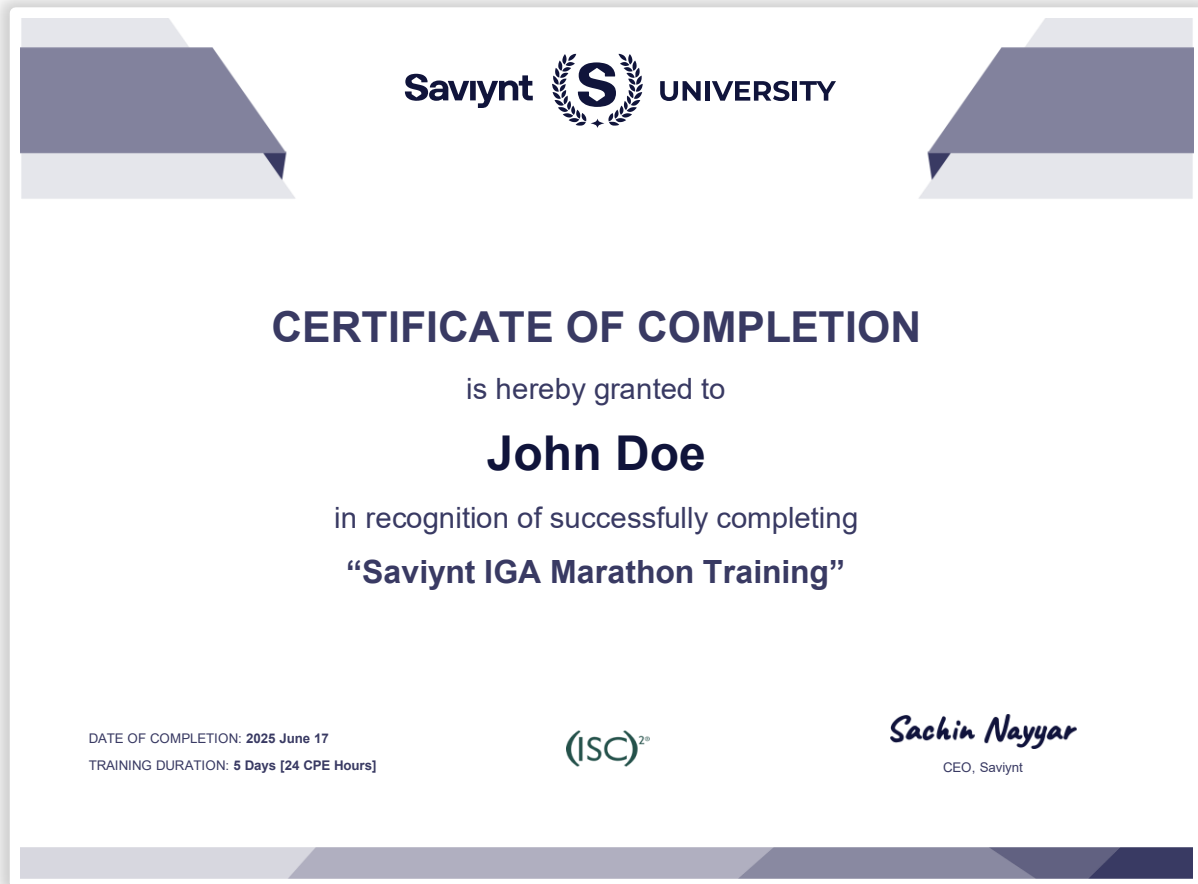 Saviynt S UNIVERSITY
CERTIFICATE OF COMPLETION
is hereby granted to
John Doe
in recognition of successfully completing
“Saviynt IGA Marathon Training”
DATE OF COMPLETION: 2025 June 17
TRAINING DURATION: 5 Days [24 CPE Hours]
(ISC)²®
Sachin Nayyar
CEO, Saviynt